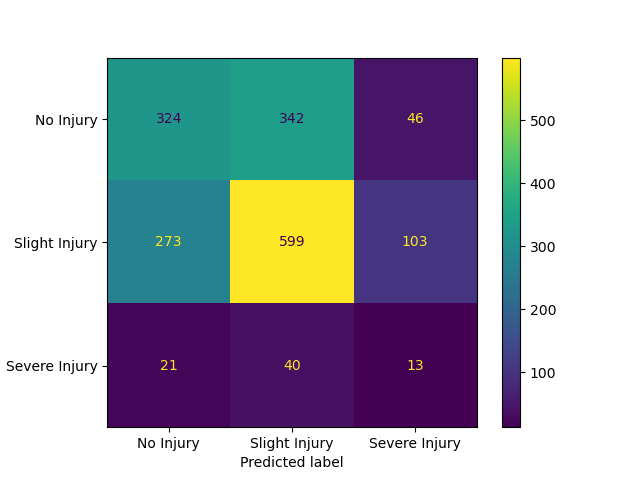 No Injury 324 342 46
Slight Injury 273 599 103
Severe Injury 21 40 13
No Injury Slight Injury Severe Injury
Predicted label
500
400
300
200
100